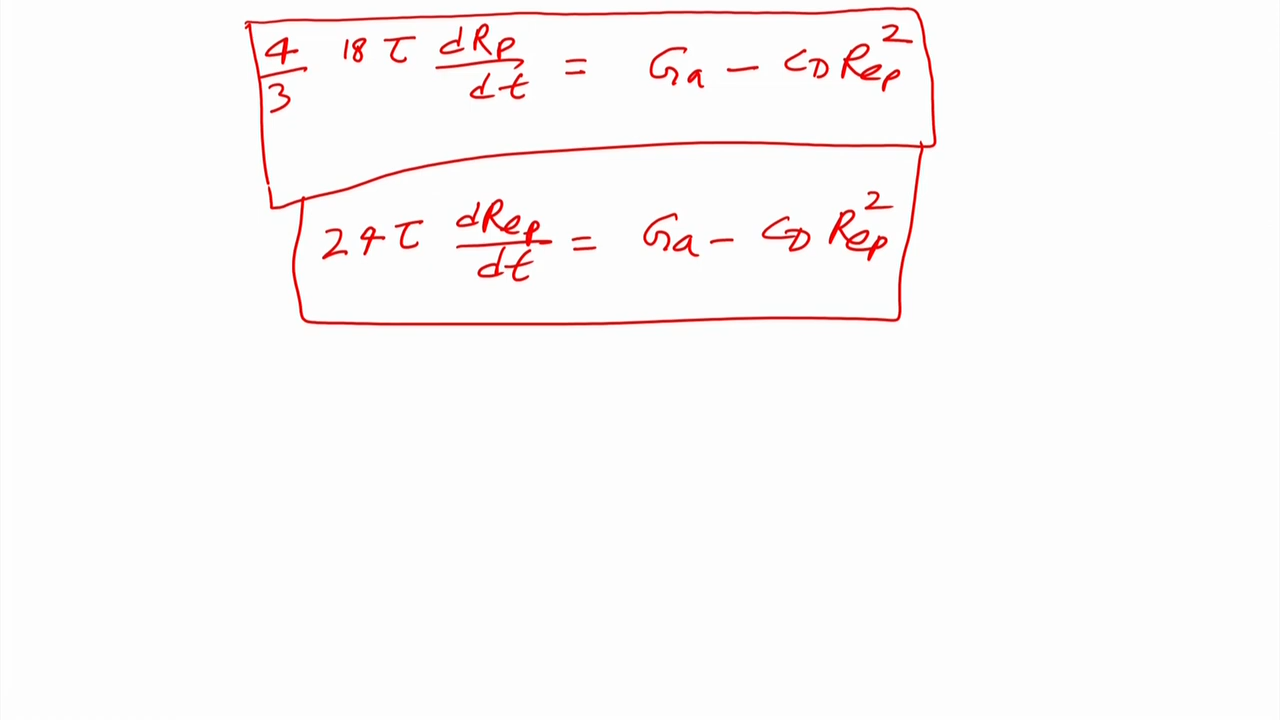 4/3 18 τ dRp/dt = Ga - CD Rep²
24 τ dRep/dt = Ga - CD Rep²